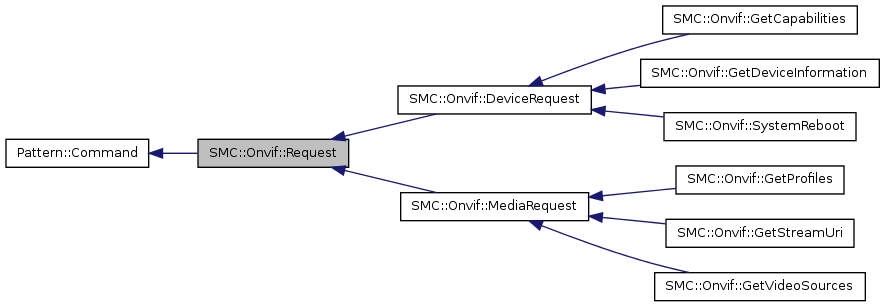 Pattern::Command
SMC::Onvif::Request
SMC::Onvif::DeviceRequest
SMC::Onvif::MediaRequest
SMC::Onvif::GetCapabilities
SMC::Onvif::GetDeviceInformation
SMC::Onvif::SystemReboot
SMC::Onvif::GetProfiles
SMC::Onvif::GetStreamUri
SMC::Onvif::GetVideoSources